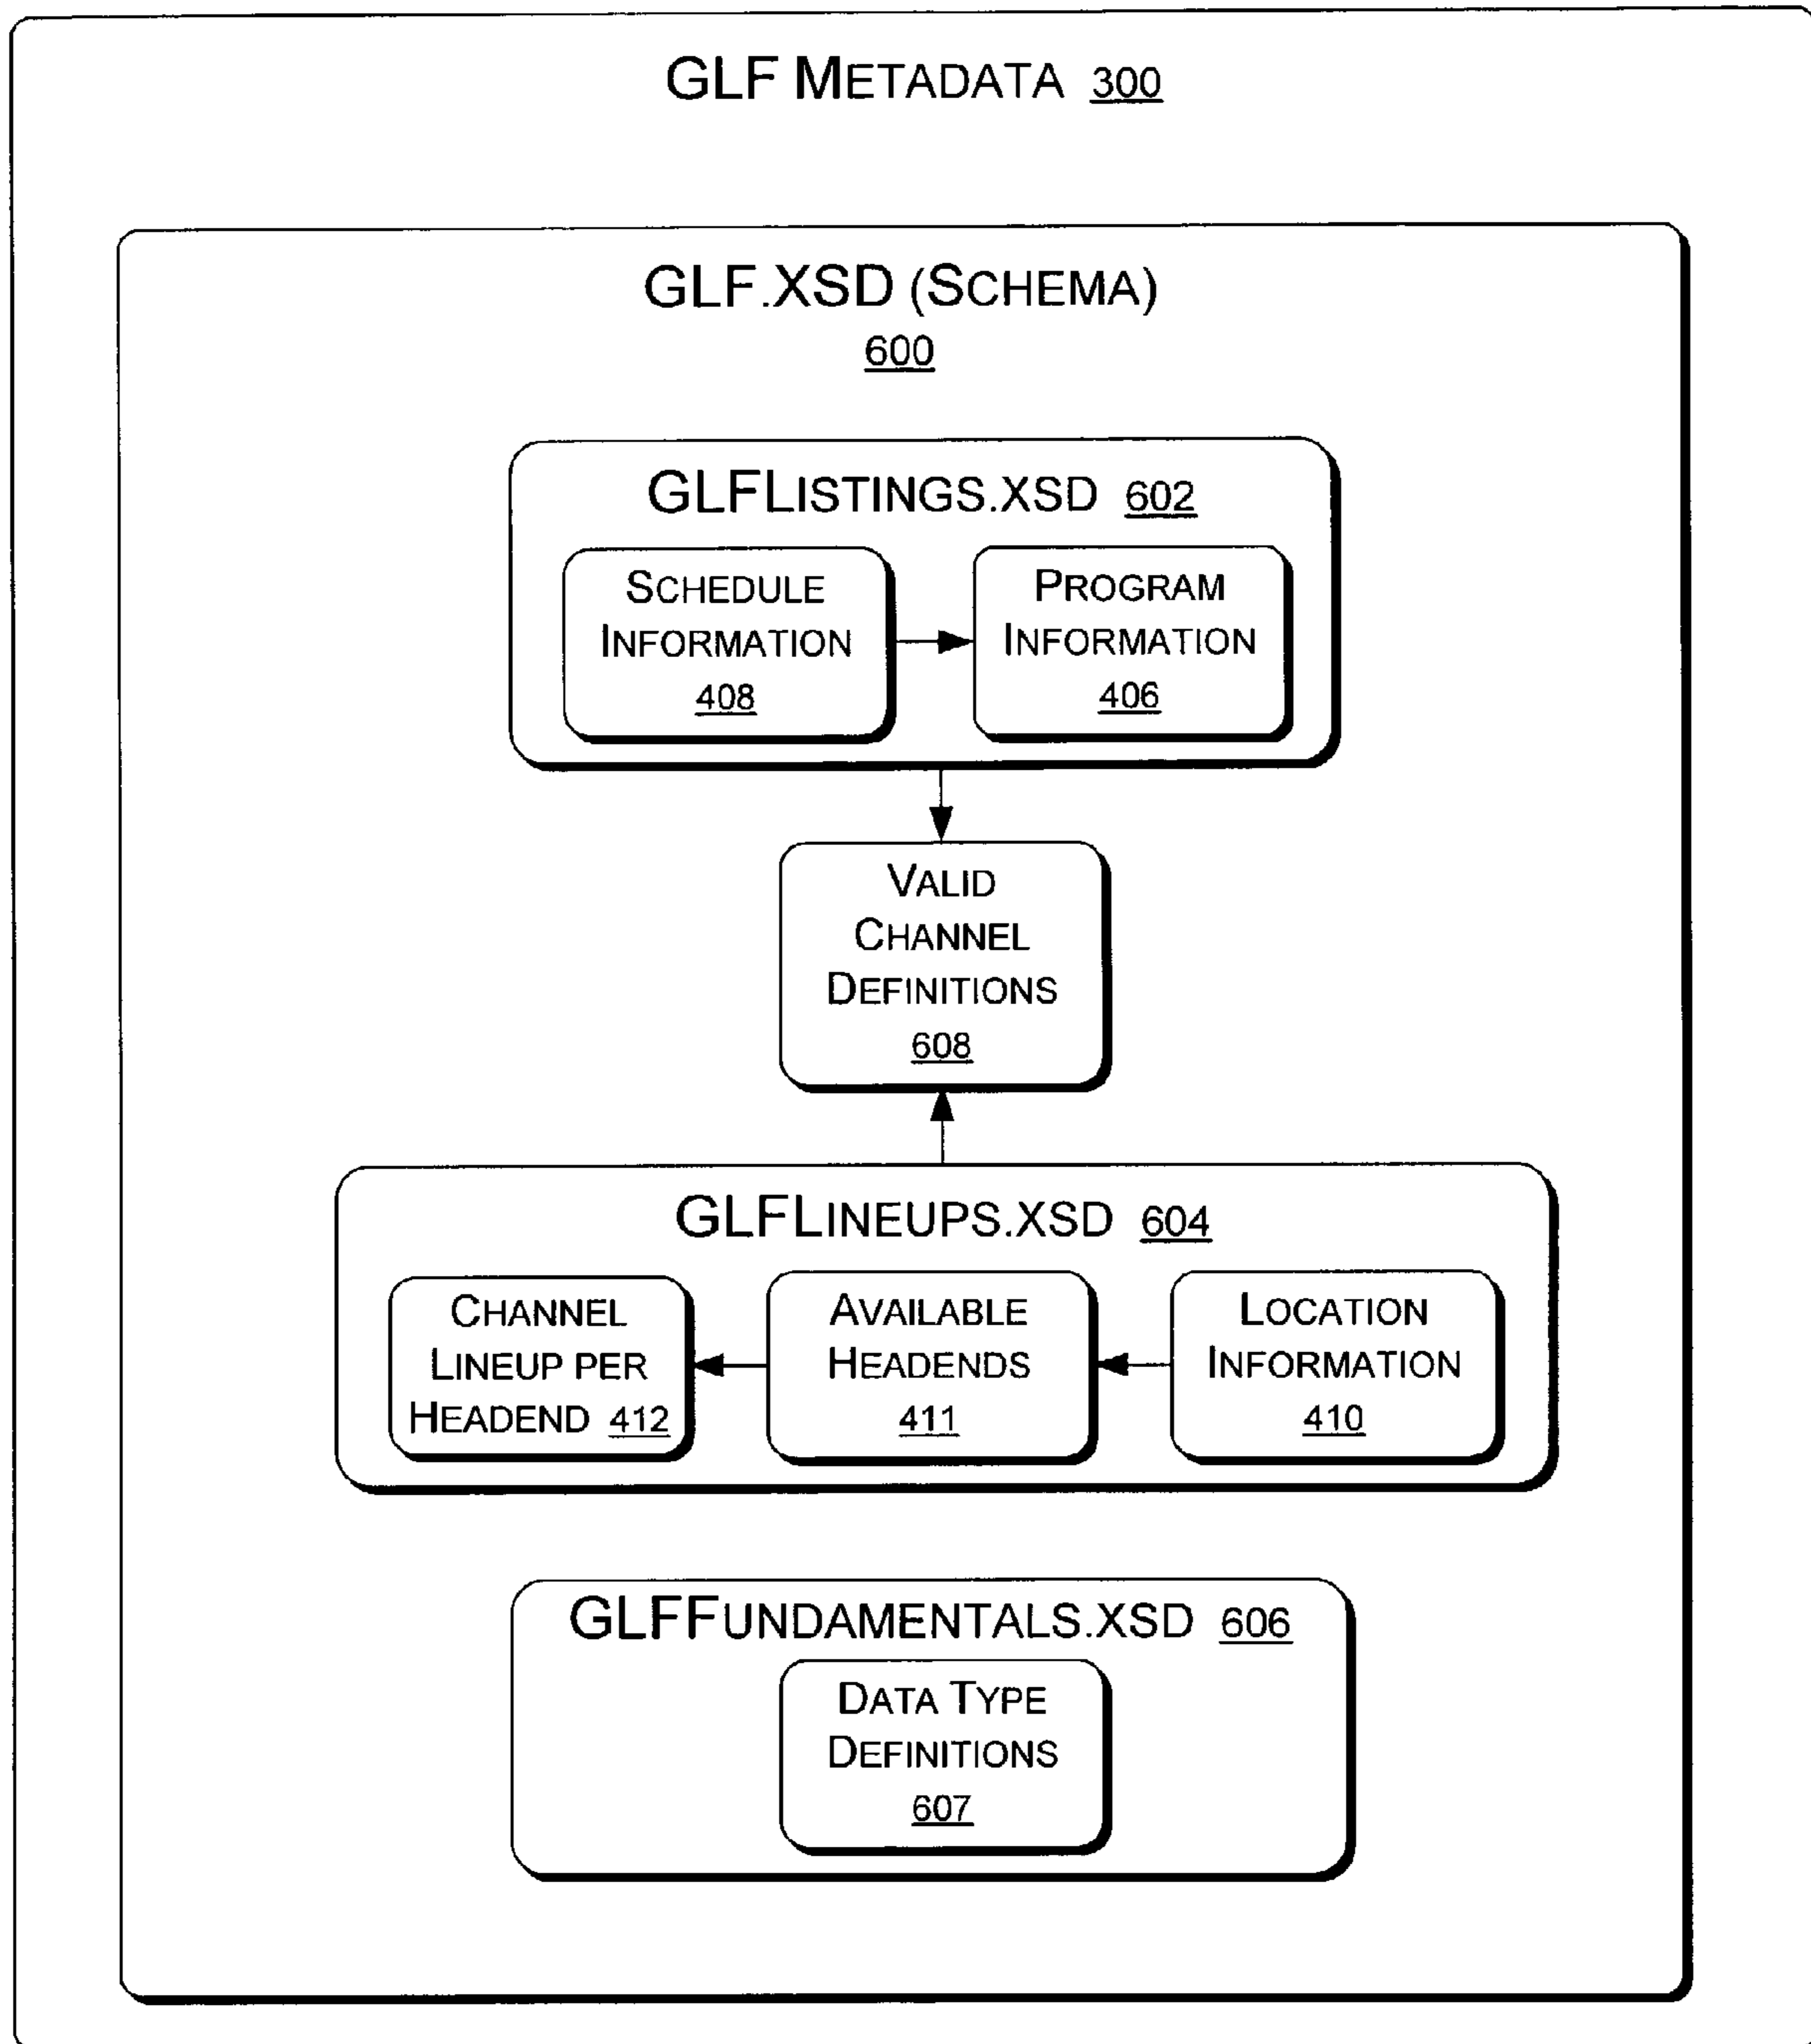 GLF METADATA 300
GLF.XSD (SCHEMA)
600
GLFLISTINGS.XSD 602
SCHEDULE
INFORMATION
408
PROGRAM
INFORMATION
406
VALID
CHANNEL
DEFINITIONS
608
GLFLINEUPS.XSD 604
CHANNEL
LINEUP PER
HEADEND 412
AVAILABLE
HEADENDS
411
LOCATION
INFORMATION
410
GLFFUNDAMENTALS.XSD 606
DATA TYPE
DEFINITIONS
607